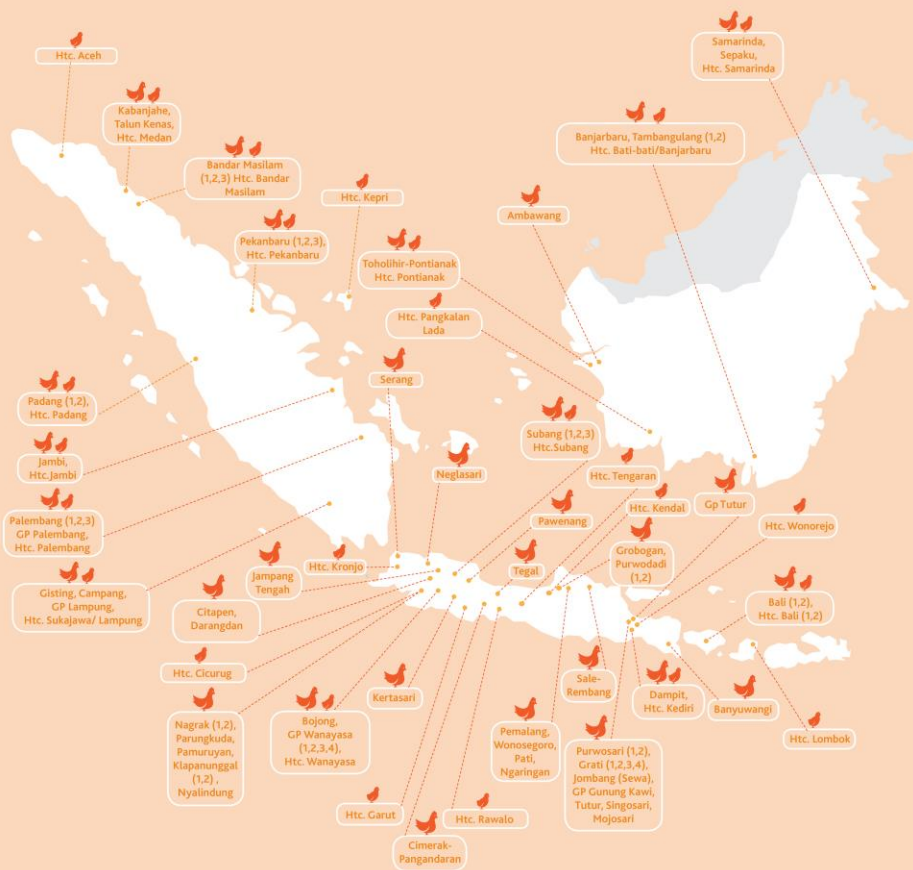 Htc. Aceh
Samarinda,
Sepaku,
Htc. Samarinda
Kabanjahe,
Talun Kenas,
Htc. Medan
Banjarbaru, Tambangulang (1,2)
Htc. Bati-bati/Banjarbaru
Bandar Masilam
(1,2,3) Htc. Bandar
Masilam
Htc. Kepri
Ambawang
Pekanbaru (1,2,3),
Htc. Pekanbaru
Toholihir-Pontianak
Htc. Pontianak
Htc. Pangkalan
Lada
Serang
Padang (1,2),
Htc. Padang
Subang (1,2,3)
Htc.Subang
Jambi,
Htc.Jambi
Neglasari
Htc. Tengaran
Htc. Kendal
Gp Tutur
Palembang (1,2,3)
GP Palembang,
Htc. Palembang
Pawenang
Htc. Wonorejo
Grobogan,
Purwodadi
(1,2)
Htc. Kronjo
Jampang
Tengah
Tegal
Gisting, Campang,
GP Lampung,
Htc. Sukajawa/ Lampung
Citapen,
Darangdan
Bali (1,2),
Htc. Bali (1,2)
Htc. Cicurug
Kertasari
Sale-
Rembang
Dampit,
Htc. Kediri
Banyuwangi
Nagrak (1,2),
Parungkuda,
Pamuruyan,
Klapanunggal
(1,2) ,
Nyalindung
Bojong,
GP Wanayasa
(1,2,3,4),
Htc. Wanayasa
Pemalang,
Wonosegoro,
Pati,
Ngaringan
Purwosari (1,2),
Grati (1,2,3,4),
Jombang (Sewa),
GP Gunung Kawi,
Tutur, Singosari,
Mojosari
Htc. Lombok
Htc. Garut
Htc. Rawalo
Cimerak-
Pangandaran